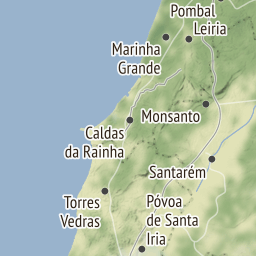 Pombal
Leiria
Marinha
Grande
Monsanto
Caldas
da Rainha
Santarém
Torres
Vedras
Póvoa
de Santa
Iria